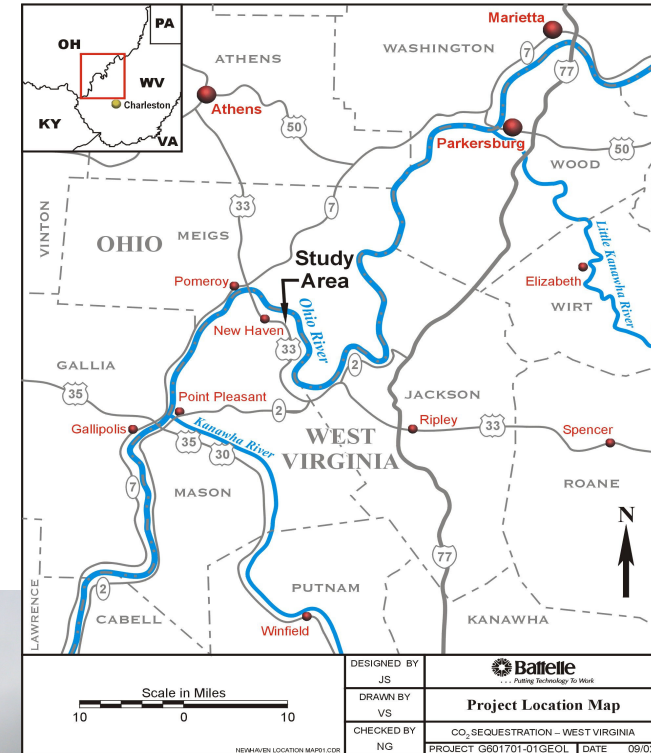 PA
OH
WV
Charleston
KY
VA
Marietta
WASHINGTON
7
77
ATHENS
Athens
50
Parkersburg
50
WOOD
VINTON
33
7
OHIO
MEIGS
Little Kanawha River
Study
Area
Pomeroy
Elizabeth
WIRT
Ohio River
New Haven
33
GALLIA
2
35
JACKSON
Point Pleasant
2
Gallipolis
Ripley
33
Spencer
Kanawha River
WEST
VIRGINIA
35
30
ROANE
7
MASON
N
77
2
PUTNAM
LAWRENCE
CABELL
KANAWHA
Winfield
Scale in Miles
10 0 10
NEWHAVEN LOCATION MAP01.CDR
DESIGNED BY
JS
DRAWN BY
VS
CHECKED BY
NG
Battelle
. . . Putting Technology To Work
Project Location Map
CO2 SEQUESTRATION – WEST VIRGINIA
PROJECT G601701-01GEOL DATE